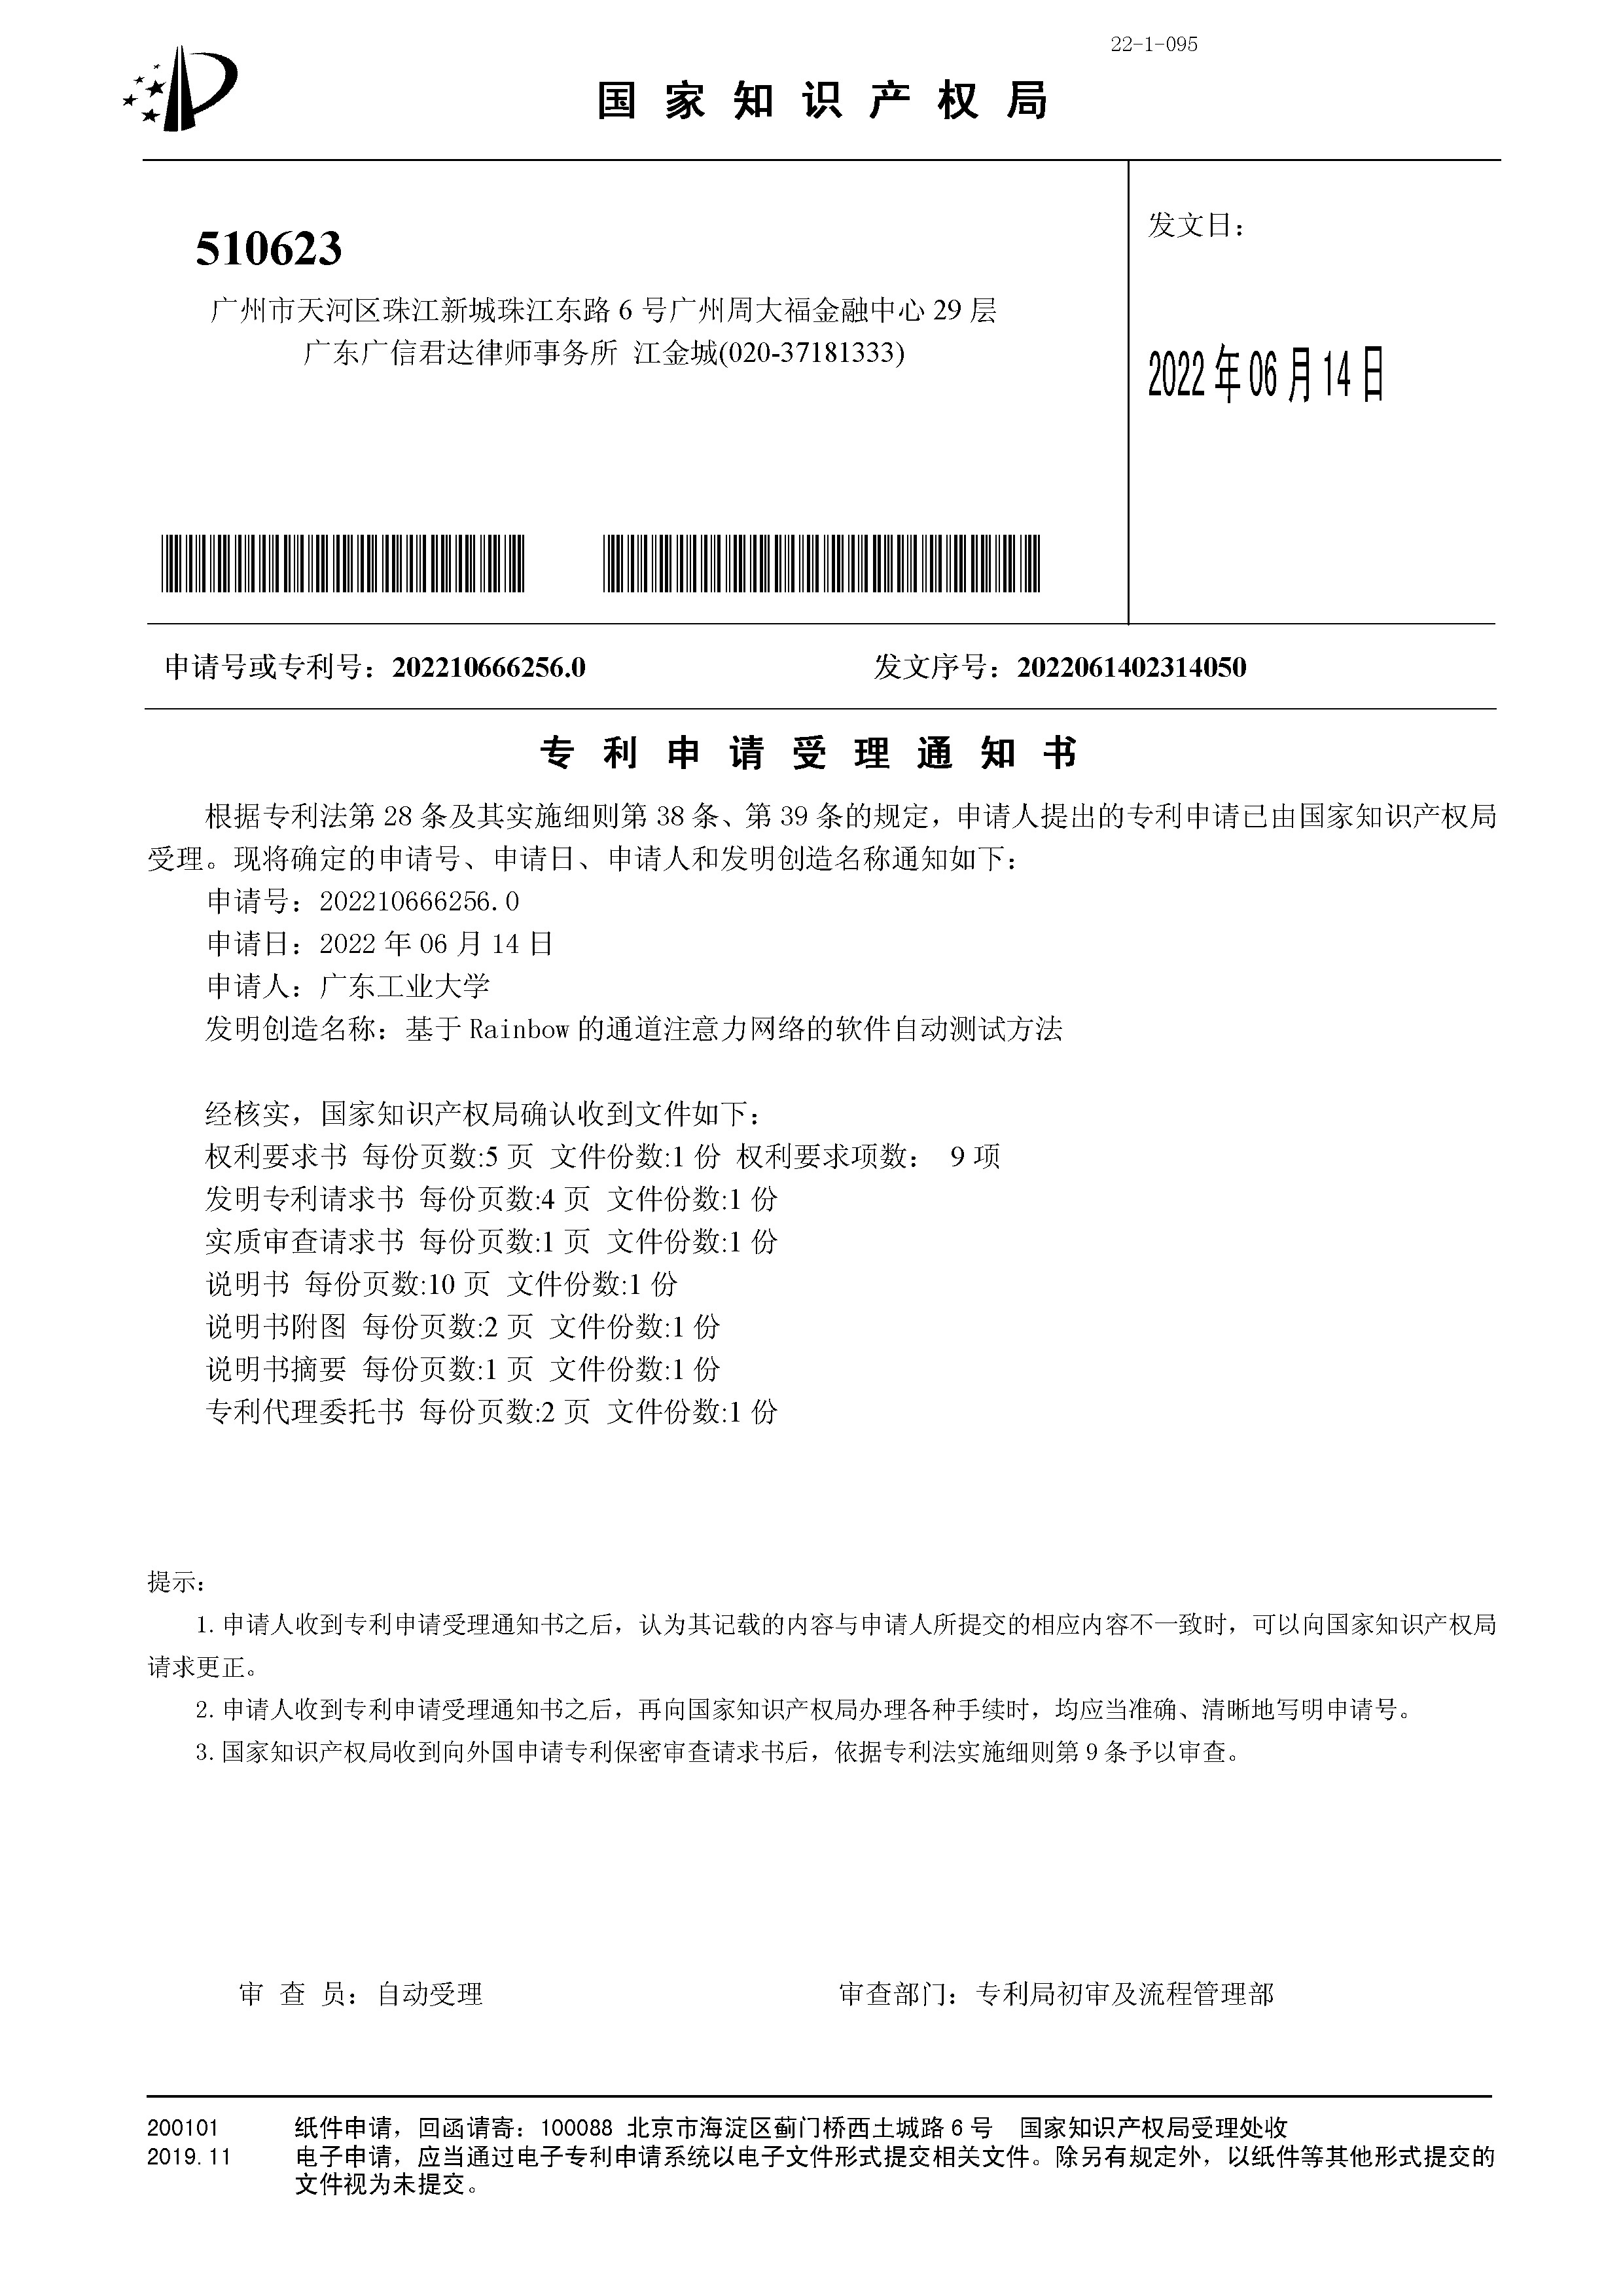 22-1-095
国家知识产权局
510623
广州市天河区珠江新城珠江东路 6 号广州周大福金融中心 29 层
广东广信君达律师事务所 江金城(020-37181333)
发文日：
2022 年 06 月 14 日
申请号或专利号：202210666256.0
发文序号：2022061402314050
专利申请受理通知书
根据专利法第 28 条及其实施细则第 38 条、第 39 条的规定，申请人提出的专利申请已由国家知识产权局
受理。现将确定的申请号、申请日、申请人和发明创造名称通知如下：
申请号：202210666256.0
申请日：2022 年 06 月 14 日
申请人：广东工业大学
发明创造名称：基于 Rainbow 的通道注意力网络的软件自动测试方法
经核实，国家知识产权局确认收到文件如下：
权利要求书 每份页数:5 页 文件份数:1 份 权利要求项数： 9 项
发明专利请求书 每份页数:4 页 文件份数:1 份
实质审查请求书 每份页数:1 页 文件份数:1 份
说明书 每份页数:10 页 文件份数:1 份
说明书附图 每份页数:2 页 文件份数:1 份
说明书摘要 每份页数:1 页 文件份数:1 份
专利代理委托书 每份页数:2 页 文件份数:1 份
提示：
1. 申请人收到专利申请受理通知书之后，认为其记载的内容与申请人所提交的相应内容不一致时，可以向国家知识产权局
请求更正。
2. 申请人收到专利申请受理通知书之后，再向国家知识产权局办理各种手续时，均应当准确、清晰地写明申请号。
3. 国家知识产权局收到向外国申请专利保密审查请求书后，依据专利法实施细则第 9 条予以审查。
审 查 员：自动受理
审查部门：专利局初审及流程管理部
200101 纸件申请，回函请寄：100088 北京市海淀区蓟门桥西土城路 6 号 国家知识产权局受理处收
2019.11 电子申请，应当通过电子专利申请系统以电子文件形式提交相关文件。除另有规定外，以纸件等其他形式提交的
文件视为未提交。